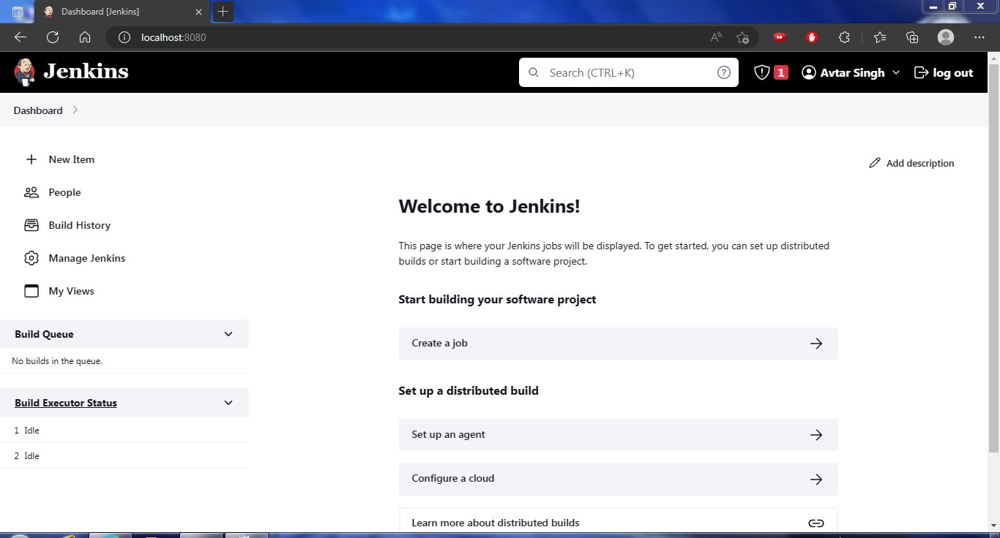 Dashboard [Jenkins]
localhost:8080
Jenkins
Search (CTRL+K)
1
Avtar Singh
log out
Dashboard
New Item
People
Build History
Manage Jenkins
My Views
Build Queue
No builds in the queue.
Build Executor Status
1 Idle
2 Idle
Add description
Welcome to Jenkins!
This page is where your Jenkins jobs will be displayed. To get started, you can set up distributed
builds or start building a software project.
Start building your software project
Create a job
Set up a distributed build
Set up an agent
Configure a cloud
Learn more about distributed builds